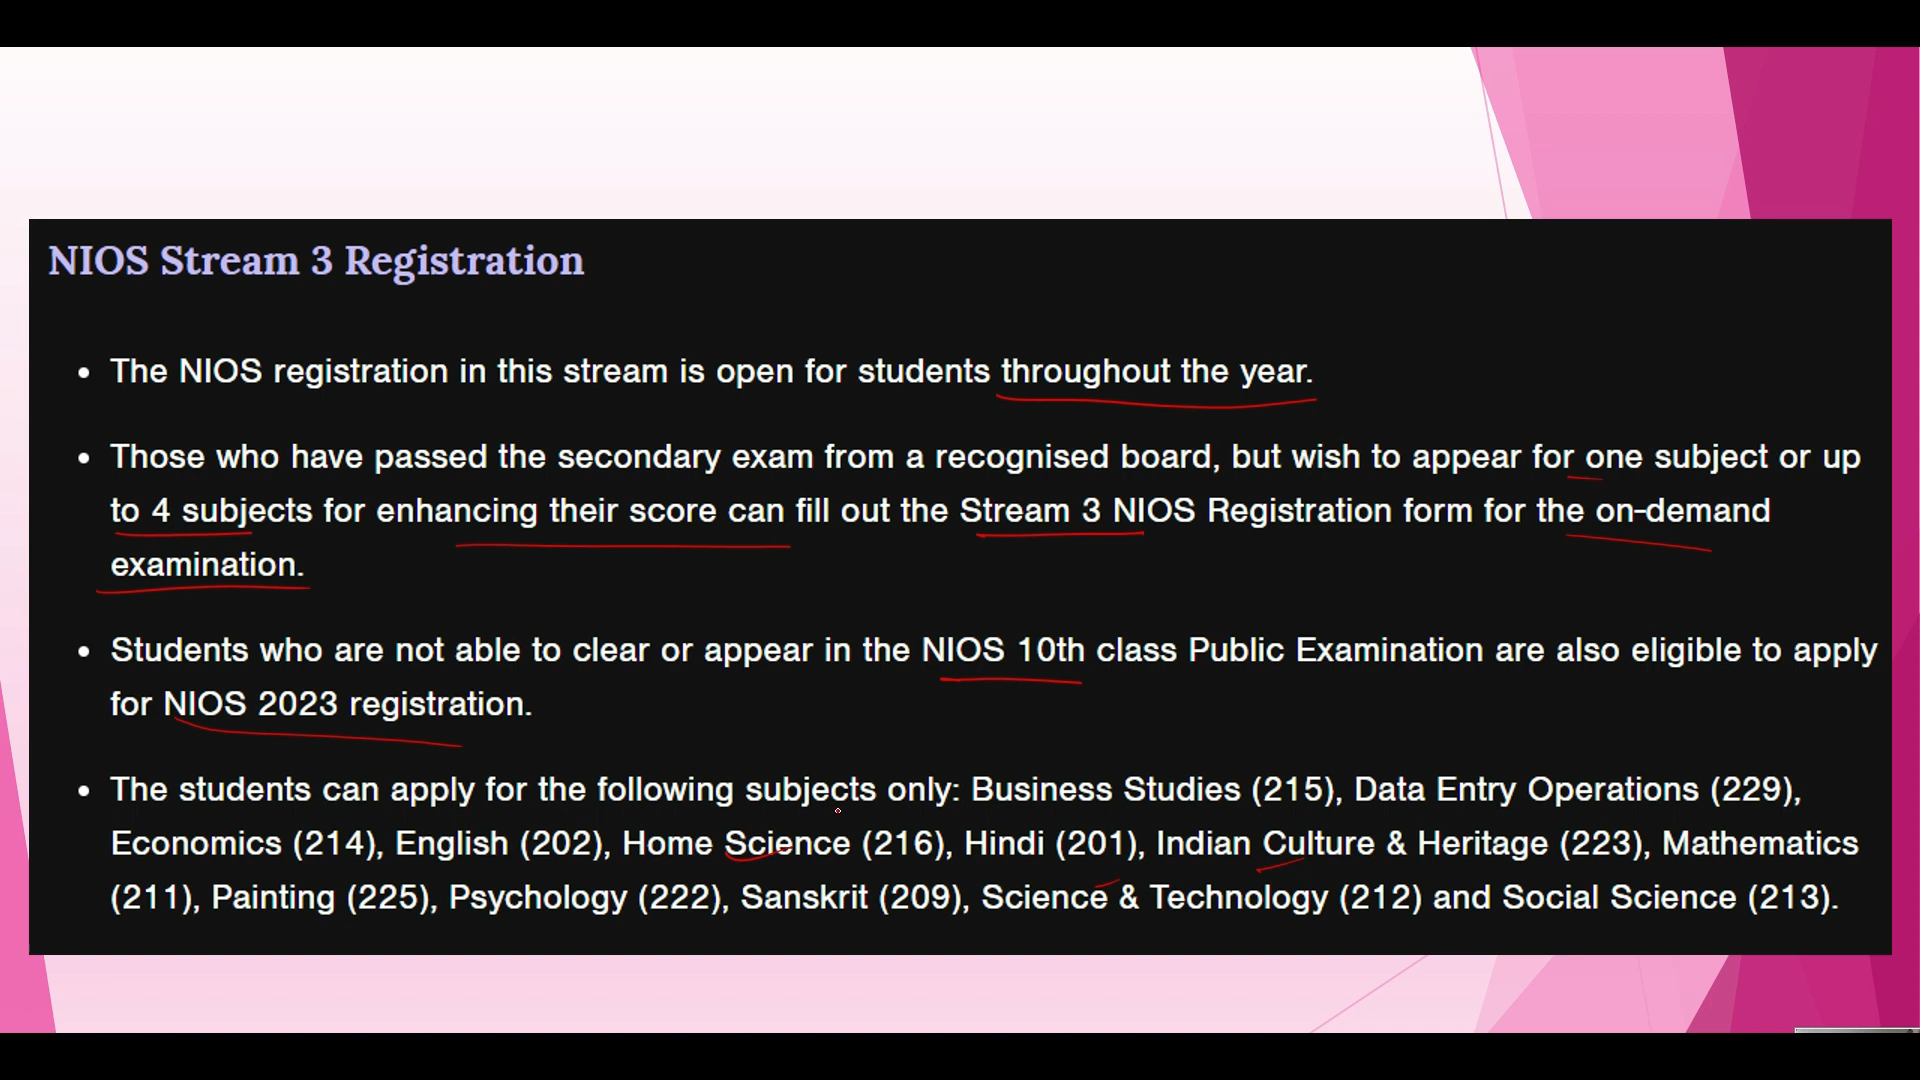 NIOS Stream 3 Registration
• The NIOS registration in this stream is open for students throughout the year.
• Those who have passed the secondary exam from a recognised board, but wish to appear for one subject or up
to 4 subjects for enhancing their score can fill out the Stream 3 NIOS Registration form for the on-demand
examination.
• Students who are not able to clear or appear in the NIOS 10th class Public Examination are also eligible to apply
for NIOS 2023 registration.
• The students can apply for the following subjects only: Business Studies (215), Data Entry Operations (229),
Economics (214), English (202), Home Science (216), Hindi (201), Indian Culture & Heritage (223), Mathematics
(211), Painting (225), Psychology (222), Sanskrit (209), Science & Technology (212) and Social Science (213).